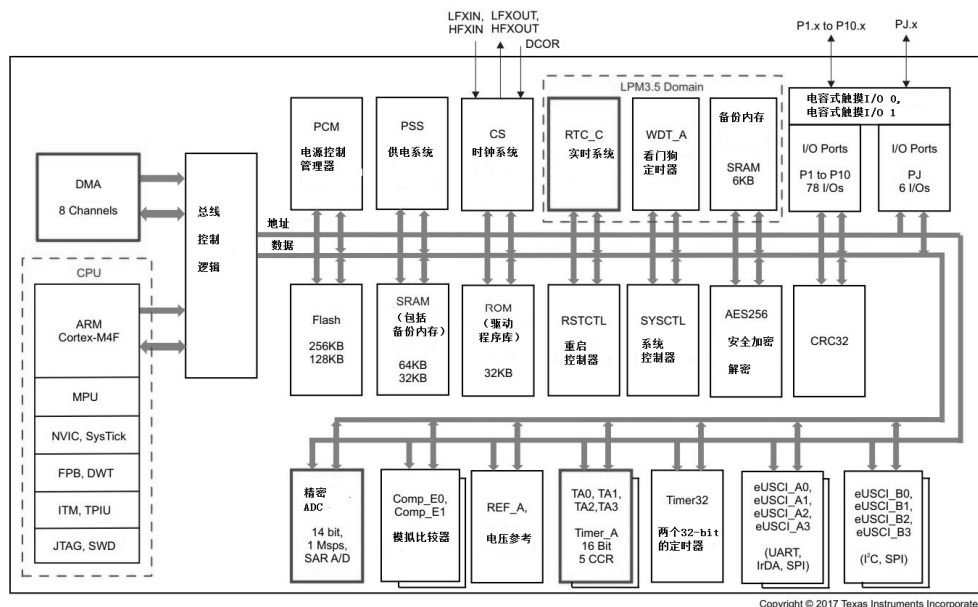 LFXIN,
HFXIN
LFXOUT,
HFXOUT
DCOR
P1.x to P10.x
PJ.x
LPM3.5 Domain
电容式触摸I/O 0,
电容式触摸I/O 1
PCM
电源控制
管理器
PSS
供电系统
CS
时钟系统
RTC_C
实时系统
WDT_A
看门狗
定时器
备份内存
SRAM
6KB
I/O Ports
P1 to P10
78 I/Os
I/O Ports
PJ
6 I/Os
DMA
8 Channels
总线
控制
逻辑
地址
数据
CPU
ARM
Cortex-M4F
MPU
NVIC, SysTick
FPB, DWT
ITM, TPIU
JTAG, SWD
Flash
256KB
128KB
SRAM
(包括
备份内存)
64KB
32KB
ROM
(驱动
程序库)
32KB
RSTCTL
重启
控制器
SYSCTL
系统
控制器
AES256
安全加密
解密
CRC32
精密
ADC
14 bit,
1 Msps,
SAR A/D
Comp_E0,
Comp_E1
模拟比较器
REF_A,
电压参考
TA0, TA1,
TA2,TA3
Timer_A
16 Bit
5 CCR
Timer32
两个32-bit
的定时器
eUSCI_A0,
eUSCI_A1,
eUSCI_A2,
eUSCI_A3
(UART,
IrDA, SPI)
eUSCI_B0,
eUSCI_B1,
eUSCI_B2,
eUSCI_B3
(I²C, SPI)
Copyright © 2017 Texas Instruments Incorporate